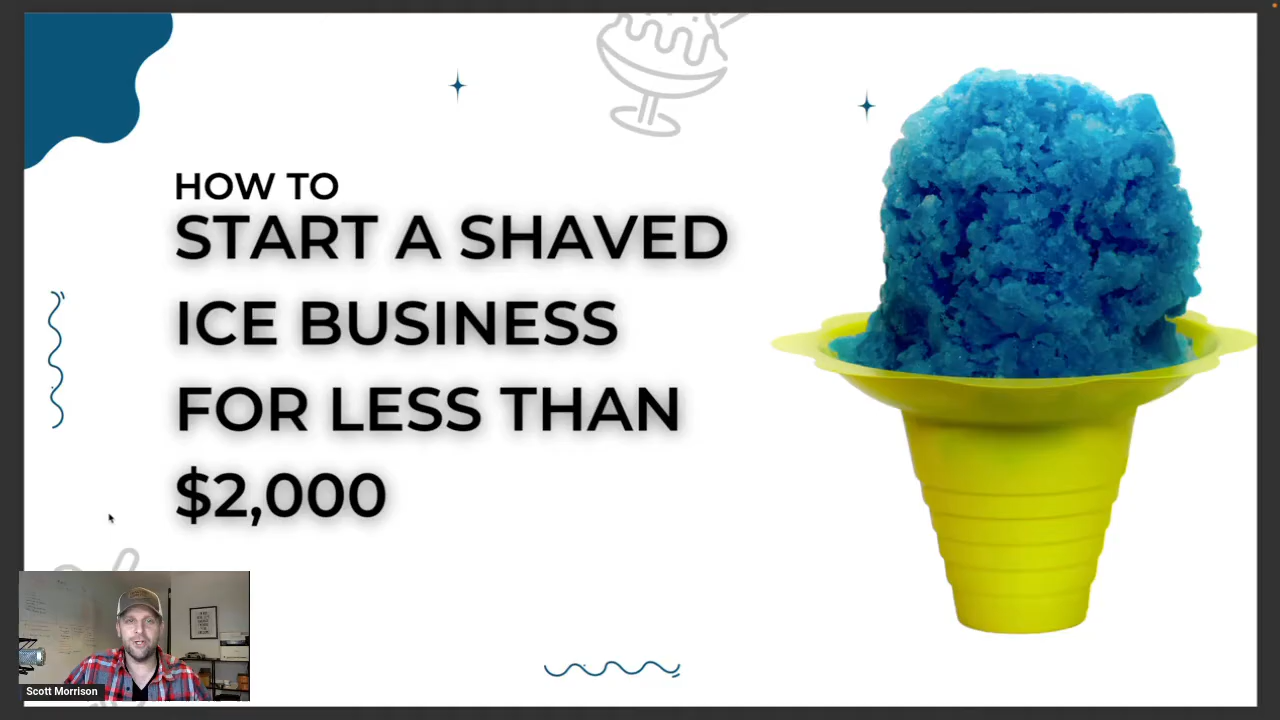 HOW TO
START A SHAVED
ICE BUSINESS
FOR LESS THAN
$2,000
Scott Morrison